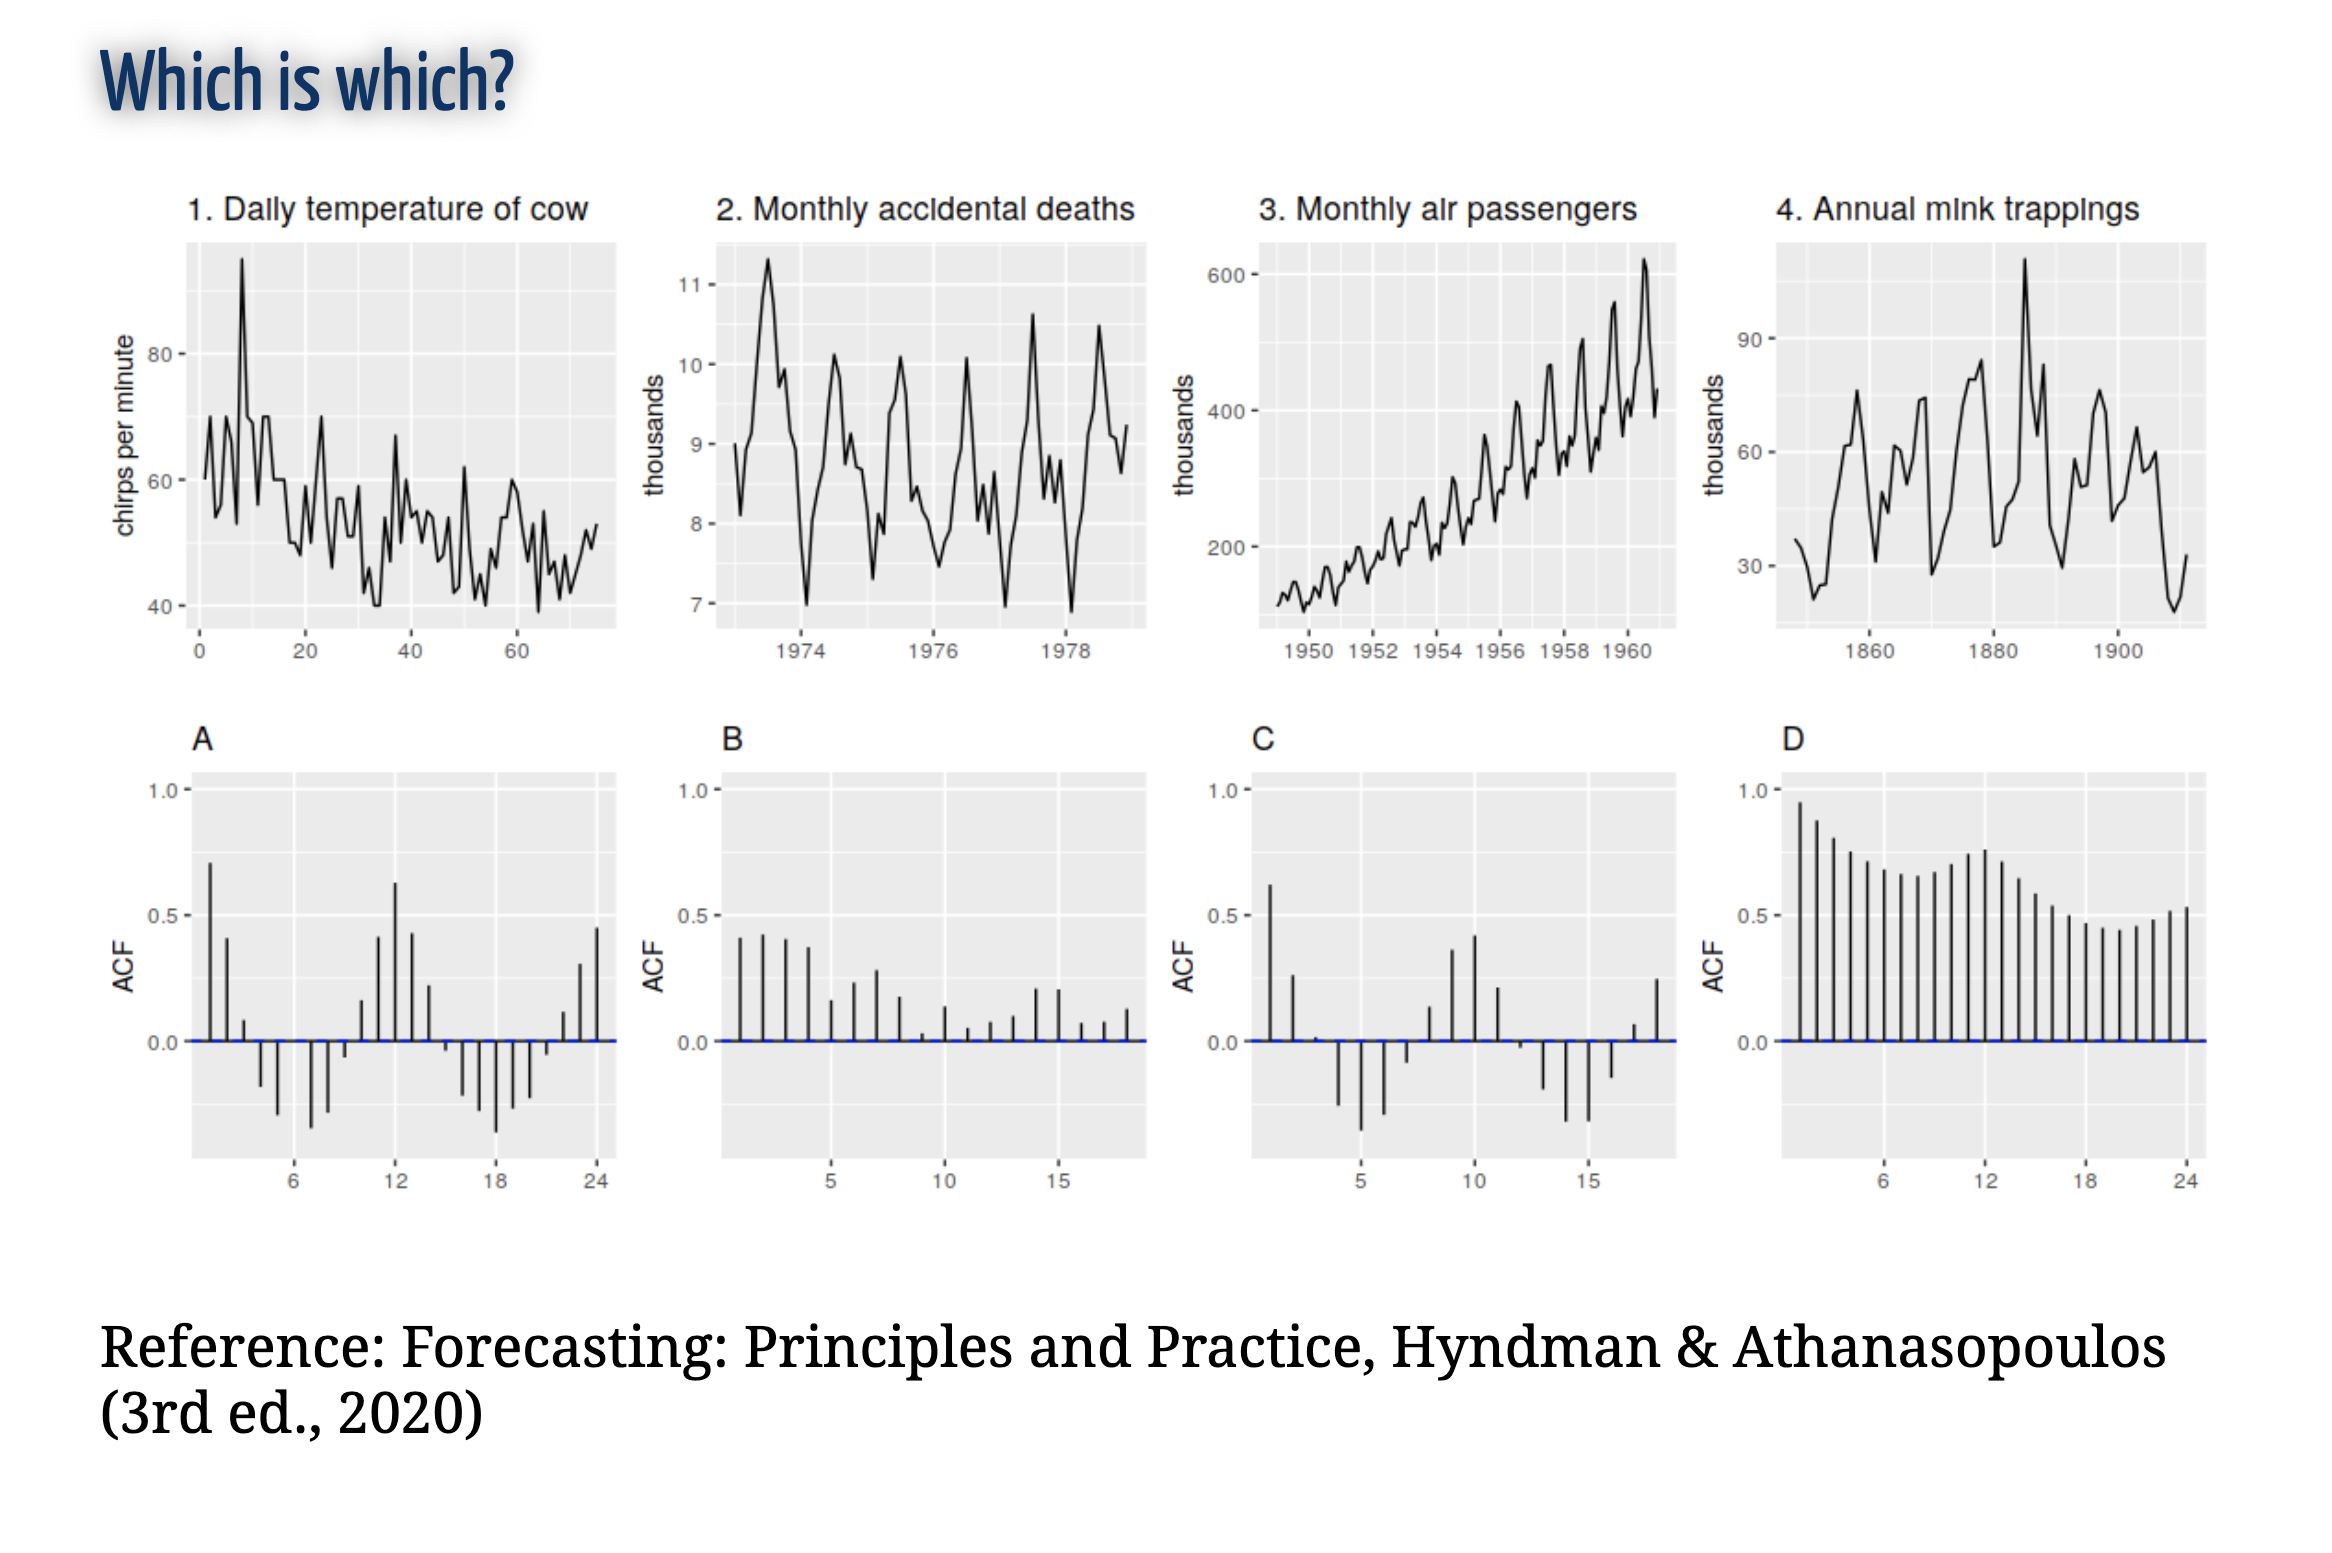 Which is which?
1. Daily temperature of cow
2. Monthly accidental deaths
3. Monthly air passengers
4. Annual mink trappings
chirps per minute
80
60
40
0 20 40 60
thousands
11
10
9
8
7
1974 1976 1978
thousands
600
400
200
1950 1952 1954 1956 1958 1960
thousands
90
60
30
1860 1880 1900
A
ACF
1.0
0.5
0.0
6 12 18 24
B
ACF
1.0
0.5
0.0
5 10 15
C
ACF
1.0
0.5
0.0
5 10 15
D
ACF
1.0
0.5
0.0
6 12 18 24
Reference: Forecasting: Principles and Practice, Hyndman & Athanasopoulos
(3rd ed., 2020)